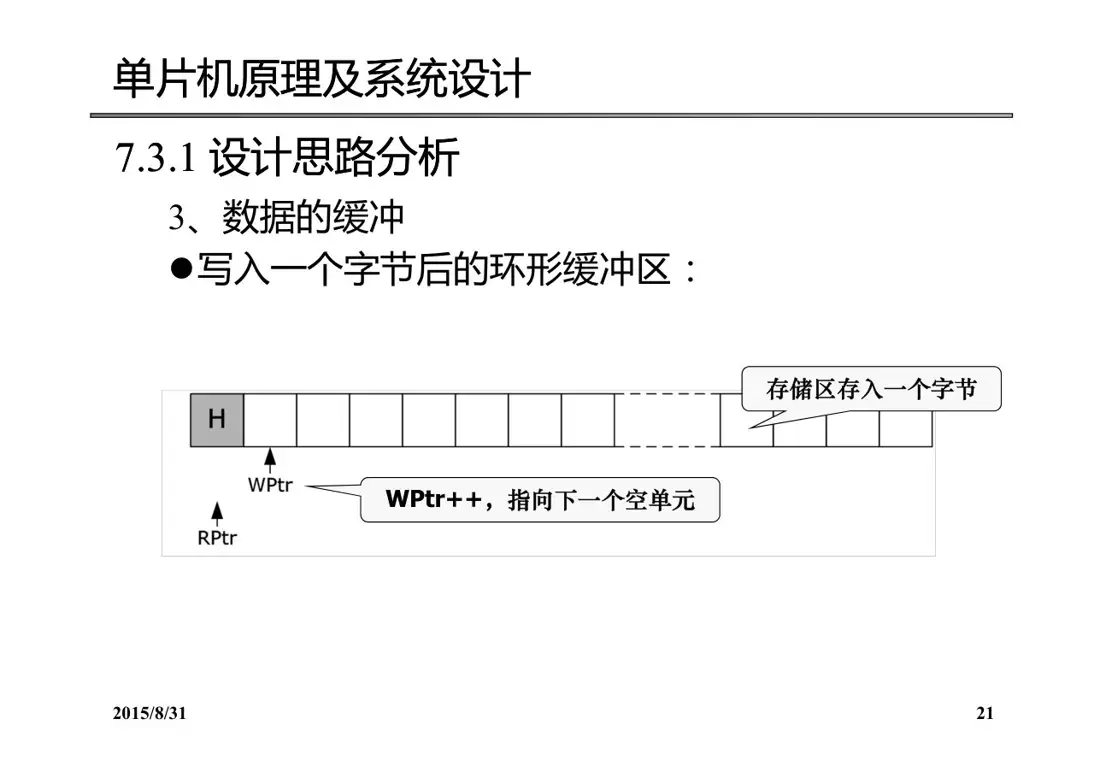 单片机原理及系统设计
7.3.1 设计思路分析
3、数据的缓冲
●写入一个字节后的环形缓冲区：
存储区存入一个字节
H
WPtr
WPtr++，指向下一个空单元
RPtr
2015/8/31
21